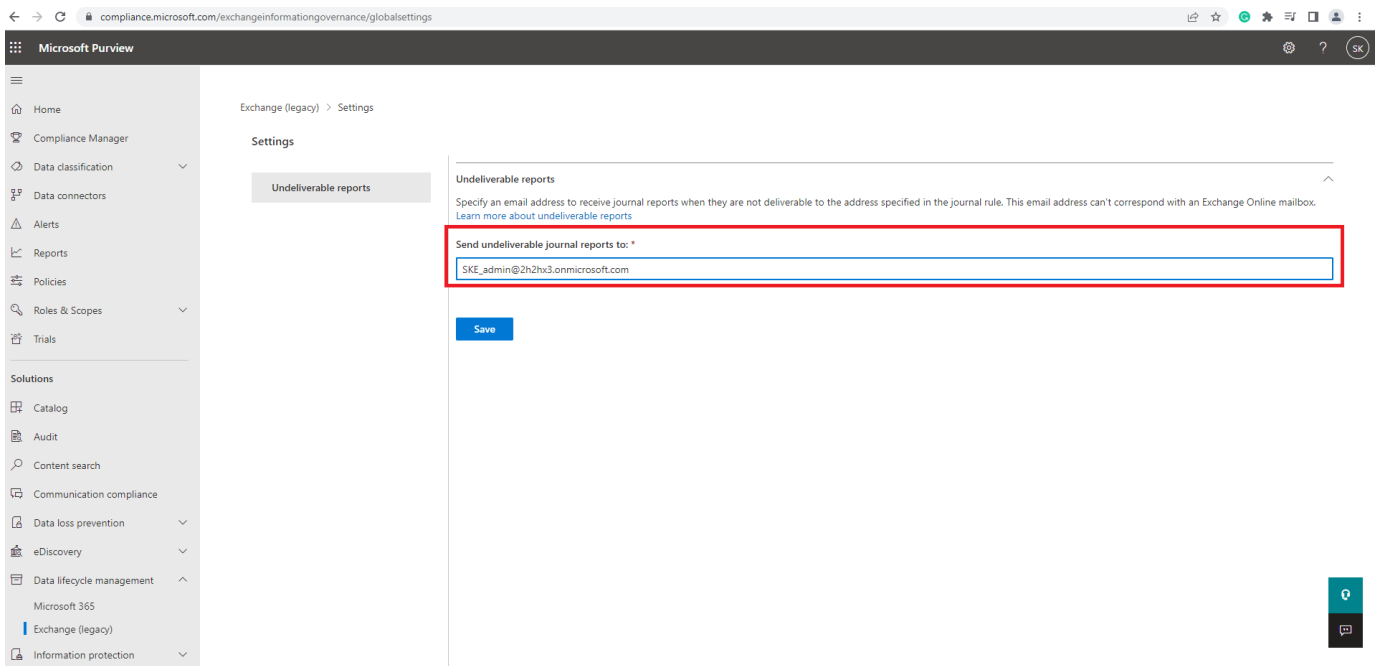 compliance.microsoft.com/exchangeinformationgovernance/globalsettings
Microsoft Purview
SK
Home
Compliance Manager
Data classification
Data connectors
Alerts
Reports
Policies
Roles & Scopes
Trials
Solutions
Catalog
Audit
Content search
Communication compliance
Data loss prevention
eDiscovery
Data lifecycle management
Microsoft 365
Exchange (legacy)
Information protection
Exchange (legacy) > Settings
Settings
Undeliverable reports
Undeliverable reports
Specify an email address to receive journal reports when they are not deliverable to the address specified in the journal rule. This email address can't correspond with an Exchange Online mailbox.
Learn more about undeliverable reports
Send undeliverable journal reports to: *
SKE_admin@2h2hx3.onmicrosoft.com
Save